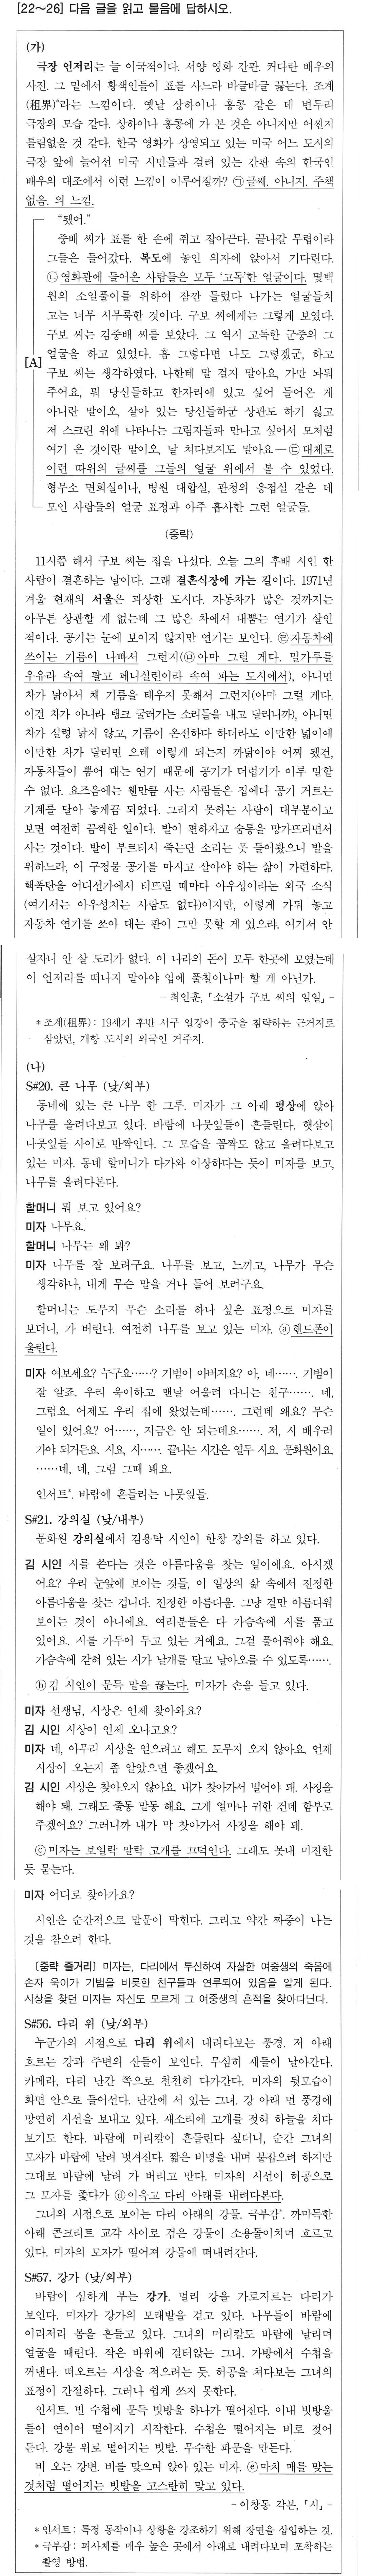 [22～26] 다음 글을 읽고 물음에 답하시오.
(가)
극장 언저리는 늘 이국적이다. 서양 영화 간판. 커다란 배우의
사진. 그 밑에서 황색인들이 표를 사느라 바글바글 끓는다. 조계
(租界)*라는 느낌이다. 옛날 상하이나 홍콩 같은 데 변두리
극장의 모습 같다. 상하이나 홍콩에 가 본 것은 아니지만 어쩐지
틀림없을 것 같다. 한국 영화가 상영되고 있는 미국 어느 도시의
극장 앞에 늘어선 미국 시민들과 걸려 있는 간판 속의 한국인
배우의 대조에서 이런 느낌이 이루어질까? ㉠글쎄. 아니지. 주책
없음. 의 느낌.
“됐어.”
중배 씨가 표를 한 손에 쥐고 잡아끈다. 끝나갈 무렵이라
그들은 들어갔다. 복도에 놓인 의자에 앉아서 기다린다.
㉡영화관에 들어온 사람들은 모두 ‘고독’한 얼굴이다. 몇백
원의 소일풀이를 위하여 잠깐 들렀다 나가는 얼굴들치
고는 너무 시무룩한 것이다. 구보 씨에게는 그렇게 보였다.
구보 씨는 김중배 씨를 보았다. 그 역시 고독한 군중의 그
[A] 얼굴을 하고 있었다. 흠 그렇다면 나도 그렇겠군, 하고
구보 씨는 생각하였다. 나한테 말 걸지 말아요, 가만 놔둬
주어요, 뭐 당신들하고 한자리에 있고 싶어 들어온 게
아니란 말이오, 살아 있는 당신들하군 상관도 하기 싫고
저 스크린 위에 나타나는 그림자들과 만나고 싶어서 모처럼
여기 온 것이란 말이오, 날 쳐다보지도 말아요―㉢대체로
이런 따위의 글씨를 그들의 얼굴 위에서 볼 수 있었다.
형무소 면회실이나, 병원 대합실, 관청의 응접실 같은 데
모인 사람들의 얼굴 표정과 아주 흡사한 그런 얼굴들.
(중략)
11시쯤 해서 구보 씨는 집을 나섰다. 오늘 그의 후배 시인 한
사람이 결혼하는 날이다. 그래 결혼식장에 가는 길이다. 1971년
겨울 현재의 서울은 괴상한 도시다. 자동차가 많은 것까지는
아무튼 상관할 게 없는데 그 많은 차에서 내뿜는 연기가 살인
적이다. 공기는 눈에 보이지 않지만 연기는 보인다. ㉣자동차에
쓰이는 기름이 나빠서 그런지(㉤아마 그럴 게다. 밀가루를
우유라 속여 팔고 페니실린이라 속여 파는 도시에서), 아니면
차가 낡아서 채 기름을 태우지 못해서 그런지(아마 그럴 게다.
이건 차가 아니라 탱크 굴러가는 소리들을 내고 달리니까), 아니면
차가 설령 낡지 않고, 기름이 온전하다 하더라도 이만한 넓이에
이만한 차가 달리면 으레 이렇게 되는지 까닭이야 어찌 됐건,
자동차들이 뿜어 대는 연기 때문에 공기가 더럽기가 이루 말할
수 없다. 요즈음에는 웬만큼 사는 사람들은 집에다 공기 거르는
기계를 달아 놓게끔 되었다. 그러지 못하는 사람이 대부분이고
보면 여전히 끔찍한 일이다. 발이 편하자고 숨통을 망가뜨리면서
사는 것이다. 발이 부르터서 죽는단 소리는 못 들어봤으니 발을
위하느라, 이 구정물 공기를 마시고 살아야 하는 삶이 가련하다.
핵폭탄을 어디선가에서 터뜨릴 때마다 아우성이라는 외국 소식
(여기서는 아우성치는 사람도 없다)이지만, 이렇게 가둬 놓고
자동차 연기를 쏘아 대는 판이 그만 못할 게 있으랴. 여기서 안
살자니 안 살 도리가 없다. 이 나라의 돈이 모두 한곳에 모였는데
이 언저리를 떠나지 말아야 입에 풀칠이나마 할 게 아닌가.
- 최인훈, 「소설가 구보 씨의 일일」 -
* 조계(租界) : 19세기 후반 서구 열강이 중국을 침략하는 근거지로
삼았던, 개항 도시의 외국인 거주지.
(나)
S#20. 큰 나무 (낮/외부)
동네에 있는 큰 나무 한 그루. 미자가 그 아래 평상에 앉아
나무를 올려다보고 있다. 바람에 나뭇잎들이 흔들린다. 햇살이
나뭇잎들 사이로 반짝인다. 그 모습을 꼼짝도 않고 올려다보고
있는 미자. 동네 할머니가 다가와 이상하다는 듯이 미자를 보고,
나무를 올려다본다.
할머니 뭐 보고 있어요?
미자 나무요.
할머니 나무는 왜 봐?
미자 나무를 잘 보려구요. 나무를 보고, 느끼고, 나무가 무슨
생각하나, 내게 무슨 말을 거나 들어 보려구요.
할머니는 도무지 무슨 소리를 하나 싶은 표정으로 미자를
보더니, 가 버린다. 여전히 나무를 보고 있는 미자. ⓐ핸드폰이
울린다.
미자 여보세요? 누구요……? 기범이 아버지요? 아, 네……. 기범이
잘 알죠. 우리 욱이하고 맨날 어울려 다니는 친구……. 네,
그럼요. 어제도 우리 집에 왔었는데……. 그런데 왜요? 무슨
일이 있어요? 어……, 지금은 안 되는데요……. 저, 시 배우러
가야 되거든요. 시요, 시……. 끝나는 시간은 열두 시요. 문화원이요.
……네, 네, 그럼 그때 봬요.
인서트*. 바람에 흔들리는 나뭇잎들.
S#21. 강의실 (낮/내부)
문화원 강의실에서 김용탁 시인이 한창 강의를 하고 있다.
김 시인 시를 쓴다는 것은 아름다움을 찾는 일이에요. 아시겠
어요? 우리 눈앞에 보이는 것들, 이 일상의 삶 속에서 진정한
아름다움을 찾는 겁니다. 진정한 아름다움. 그냥 겉만 아름다워
보이는 것이 아니에요. 여러분들은 다 가슴속에 시를 품고
있어요. 시를 가두어 두고 있는 거예요. 그걸 풀어줘야 해요.
가슴속에 갇혀 있는 시가 날개를 달고 날아오를 수 있도록…….
ⓑ김 시인이 문득 말을 끊는다. 미자가 손을 들고 있다.
미자 선생님, 시상은 언제 찾아와요?
김 시인 시상이 언제 오냐고요?
미자 네, 아무리 시상을 얻으려고 해도 도무지 오지 않아요. 언제
시상이 오는지 좀 알았으면 좋겠어요.
김 시인 시상은 찾아오지 않아요. 내가 찾아가서 빌어야 돼. 사정을
해야 돼. 그래도 줄동 말동 해요. 그게 얼마나 귀한 건데 함부로
주겠어요? 그러니까 내가 막 찾아가서 사정을 해야 돼.
ⓒ미자는 보일락 말락 고개를 끄덕인다. 그래도 못내 미진한
듯 묻는다.
미자 어디로 찾아가요?
시인은 순간적으로 말문이 막힌다. 그리고 약간 짜증이 나는
것을 참으려 한다.
[중략 줄거리] 미자는, 다리에서 투신하여 자살한 여중생의 죽음에
손자 욱이가 기범을 비롯한 친구들과 연루되어 있음을 알게 된다.
시상을 찾던 미자는 자신도 모르게 그 여중생의 흔적을 찾아다닌다.
S#56. 다리 위 (낮/외부)
누군가의 시점으로 다리 위에서 내려다보는 풍경. 저 아래
흐르는 강과 주변의 산들이 보인다. 무심히 새들이 날아간다.
카메라, 다리 난간 쪽으로 천천히 다가간다. 미자의 뒷모습이
화면 안으로 들어선다. 난간에 서 있는 그녀. 강 아래 먼 풍경에
망연히 시선을 보내고 있다. 새소리에 고개를 젖혀 하늘을 쳐다
보기도 한다. 바람에 머리칼이 흔들린다 싶더니, 순간 그녀의
모자가 바람에 날려 벗겨진다. 짧은 비명을 내며 붙잡으려 하지만
그대로 바람에 날려 가 버리고 만다. 미자의 시선이 허공으로
그 모자를 좇다가 ⓓ이윽고 다리 아래를 내려다본다.
그녀의 시점으로 보이는 다리 아래의 강물. 극부감*. 까마득한
아래 콘크리트 교각 사이로 검은 강물이 소용돌이치며 흐르고
있다. 미자의 모자가 떨어져 강물에 떠내려간다.
S#57. 강가 (낮/외부)
바람이 심하게 부는 강가. 멀리 강을 가로지르는 다리가
보인다. 미자가 강가의 모래밭을 걷고 있다. 나무들이 바람에
이리저리 몸을 흔들고 있다. 그녀의 머리칼도 바람에 날리며
얼굴을 때린다. 작은 바위에 걸터앉는 그녀. 가방에서 수첩을
꺼낸다. 떠오르는 시상을 적으려는 듯. 허공을 쳐다보는 그녀의
표정이 간절하다. 그러나 쉽게 쓰지 못한다.
인서트. 빈 수첩에 문득 빗방울 하나가 떨어진다. 이내 빗방울
들이 연이어 떨어지기 시작한다. 수첩은 떨어지는 비로 젖어
든다. 강물 위로 떨어지는 빗발. 무수한 파문을 만든다.
비 오는 강변. 비를 맞으며 앉아 있는 미자. ⓔ마치 매를 맞는
것처럼 떨어지는 빗발을 고스란히 맞고 있다.
- 이창동 각본, 「시」 -
* 인서트 : 특정 동작이나 상황을 강조하기 위해 장면을 삽입하는 것.
* 극부감 : 피사체를 매우 높은 곳에서 아래로 내려다보며 포착하는
촬영 방법.